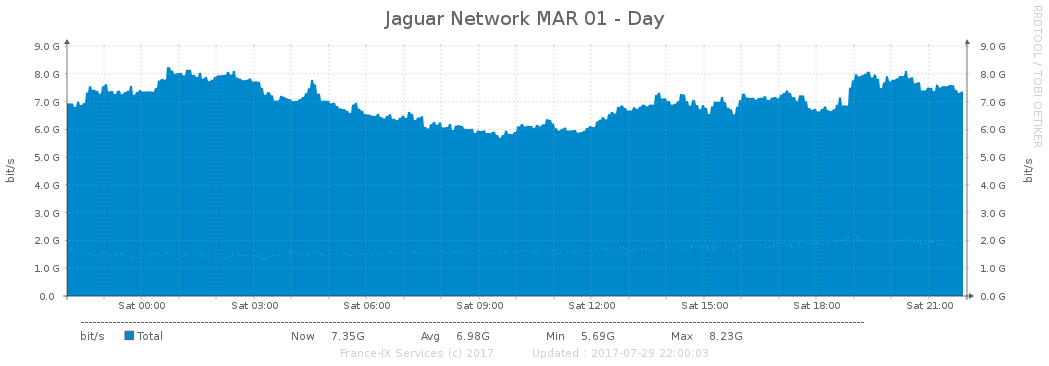 Jaguar Network MAR 01 - Day
RRDTOOL / TOBI OETIKER
9.0 G 9.0 G
8.0 G 8.0 G
7.0 G 7.0 G
6.0 G 6.0 G
5.0 G 5.0 G
4.0 G 4.0 G
3.0 G 3.0 G
2.0 G 2.0 G
1.0 G 1.0 G
0.0 0.0 G
bit/s
bit/s
Sat 00:00 Sat 03:00 Sat 06:00 Sat 09:00 Sat 12:00 Sat 15:00 Sat 18:00 Sat 21:00
bit/s Total Now 7.35G Avg 6.98G Min 5.69G Max 8.23G
France-IX Services (c) 2017 Updated : 2017-07-29 22:00:03